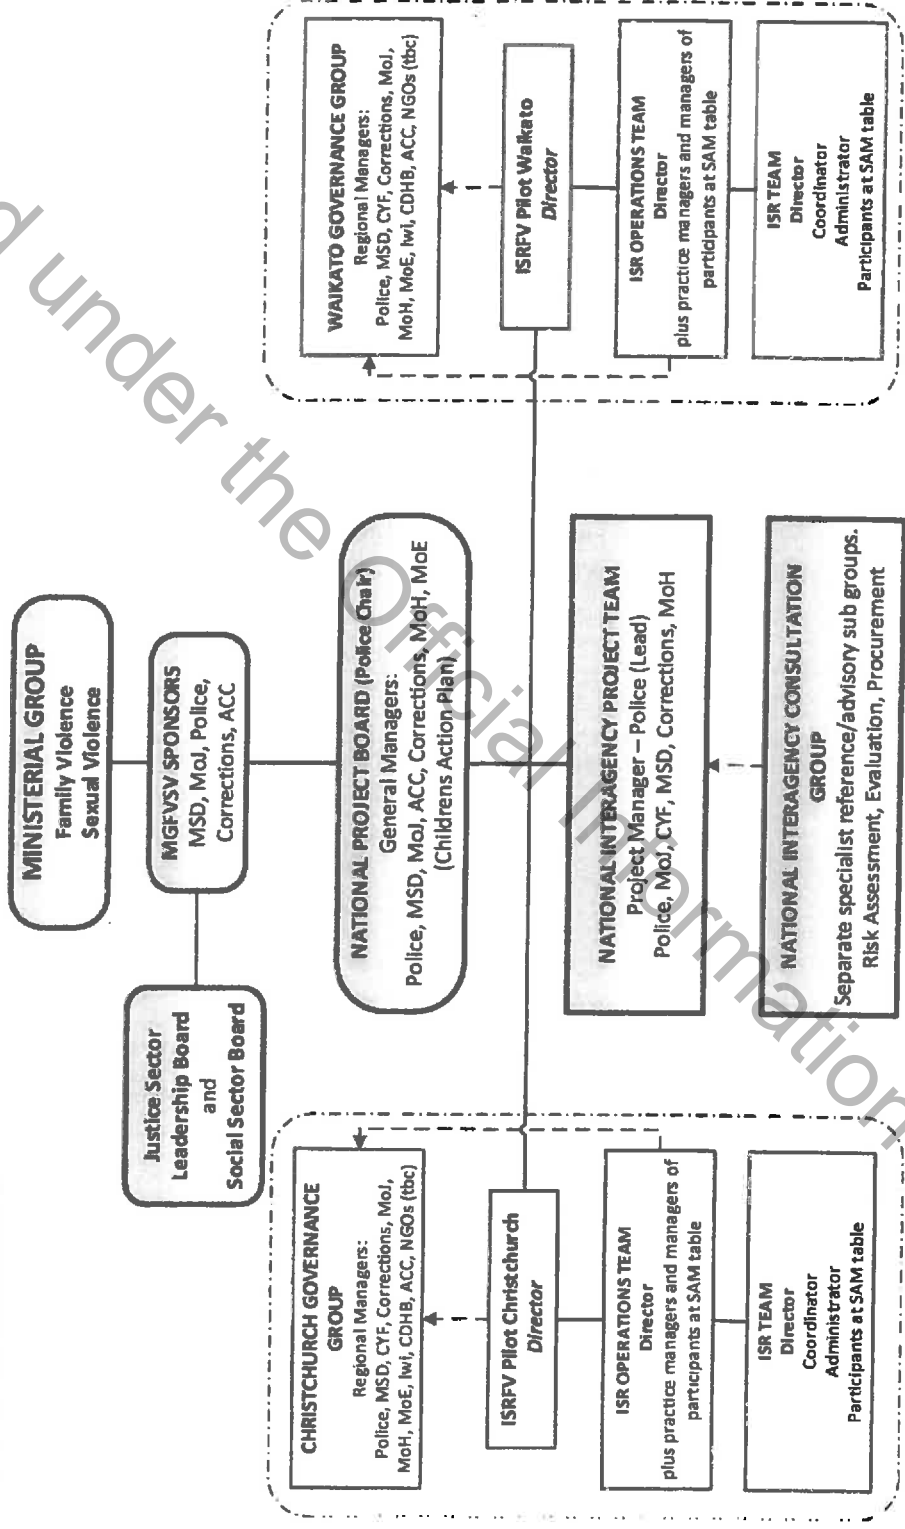 MINISTERIAL GROUP
Family Violence
Sexual Violence
MGFVSV SPONSORS
MSD, MoJ, Police,
Corrections, ACC
Justice Sector
Leadership Board
and
Social Sector Board
NATIONAL PROJECT BOARD (Police Chair)
General Managers:
Police, MSD, MoJ, ACC, Corrections, MoH, MoE
(Childrens Action Plan)
NATIONAL INTERAGENCY PROJECT TEAM
Project Manager – Police (Lead)
Police, MoJ, CYF, MSD, Corrections, MoH
NATIONAL INTERAGENCY CONSULTATION
GROUP
Separate specialist reference/advisory sub groups.
Risk Assessment, Evaluation, Procurement
CHRISTCHURCH GOVERNANCE
GROUP
Regional Managers:
Police, MSD, CYF, Corrections, MoJ,
MoH, MoE, Iwi, CDHB, ACC, NGOs (tbc)
ISRFV Pilot Christchurch
Director
ISR OPERATIONS TEAM
Director
plus practice managers and managers of
participants at SAM table
ISR TEAM
Director
Coordinator
Administrator
Participants at SAM table
WAIKATO GOVERNANCE GROUP
Regional Managers:
Police, MSD, CYF, Corrections, MoJ,
MoH, MoE, Iwi, CDHB, ACC, NGOs (tbc)
ISRFV Pilot Waikato
Director
ISR OPERATIONS TEAM
Director
plus practice managers and managers of
participants at SAM table
ISR TEAM
Director
Coordinator
Administrator
Participants at SAM table
under the Official Information